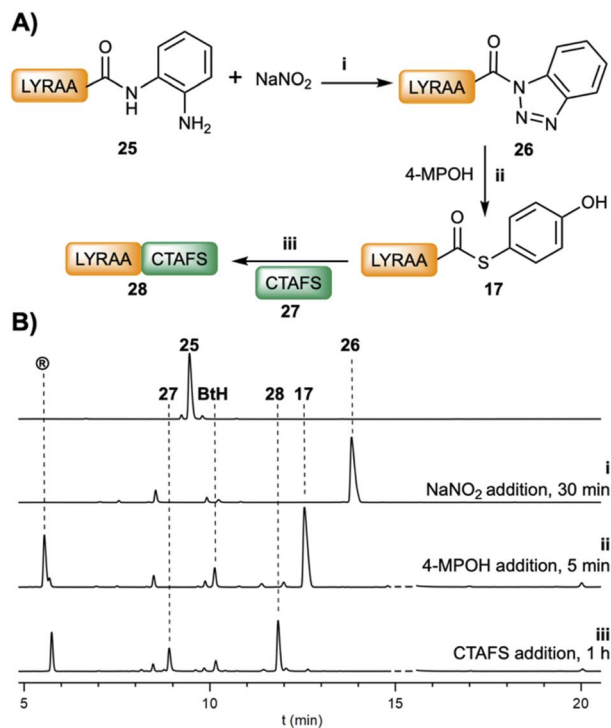 A)
LYRAA
O
N
H
NH₂
25
+ NaNO₂
i
LYRAA
O
N
N=N
26
4-MPOH ii
LYRAA
O
S
OH
17
iii
CTAFS
27
LYRAA CTAFS
28
B)
® 25 26
27 BtH 28 17
i
NaNO₂ addition, 30 min
ii
4-MPOH addition, 5 min
iii
CTAFS addition, 1 h
5 10 15 20
t (min)